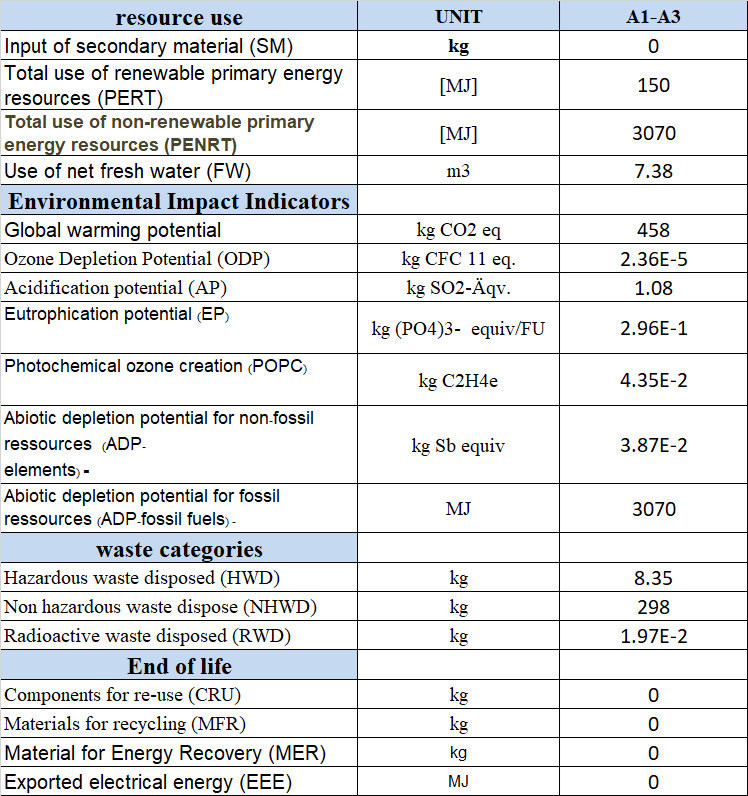 resource use UNIT A1-A3
Input of secondary material (SM) kg 0
Total use of renewable primary energy
resources (PERT) [MJ] 150
Total use of non-renewable primary
energy resources (PENRT) [MJ] 3070
Use of net fresh water (FW) m3 7.38
Environmental Impact Indicators
Global warming potential kg CO2 eq 458
Ozone Depletion Potential (ODP) kg CFC 11 eq. 2.36E-5
Acidification potential (AP) kg SO2-Äqv. 1.08
Eutrophication potential (EP) kg (PO4)3- equiv/FU 2.96E-1
Photochemical ozone creation (POPC) kg C2H4e 4.35E-2
Abiotic depletion potential for non-fossil
ressources (ADP- kg Sb equiv 3.87E-2
elements) -
Abiotic depletion potential for fossil
ressources (ADP-fossil fuels) - MJ 3070
waste categories
Hazardous waste disposed (HWD) kg 8.35
Non hazardous waste dispose (NHWD) kg 298
Radioactive waste disposed (RWD) kg 1.97E-2
End of life
Components for re-use (CRU) kg 0
Materials for recycling (MFR) kg 0
Material for Energy Recovery (MER) kg 0
Exported electrical energy (EEE) MJ 0